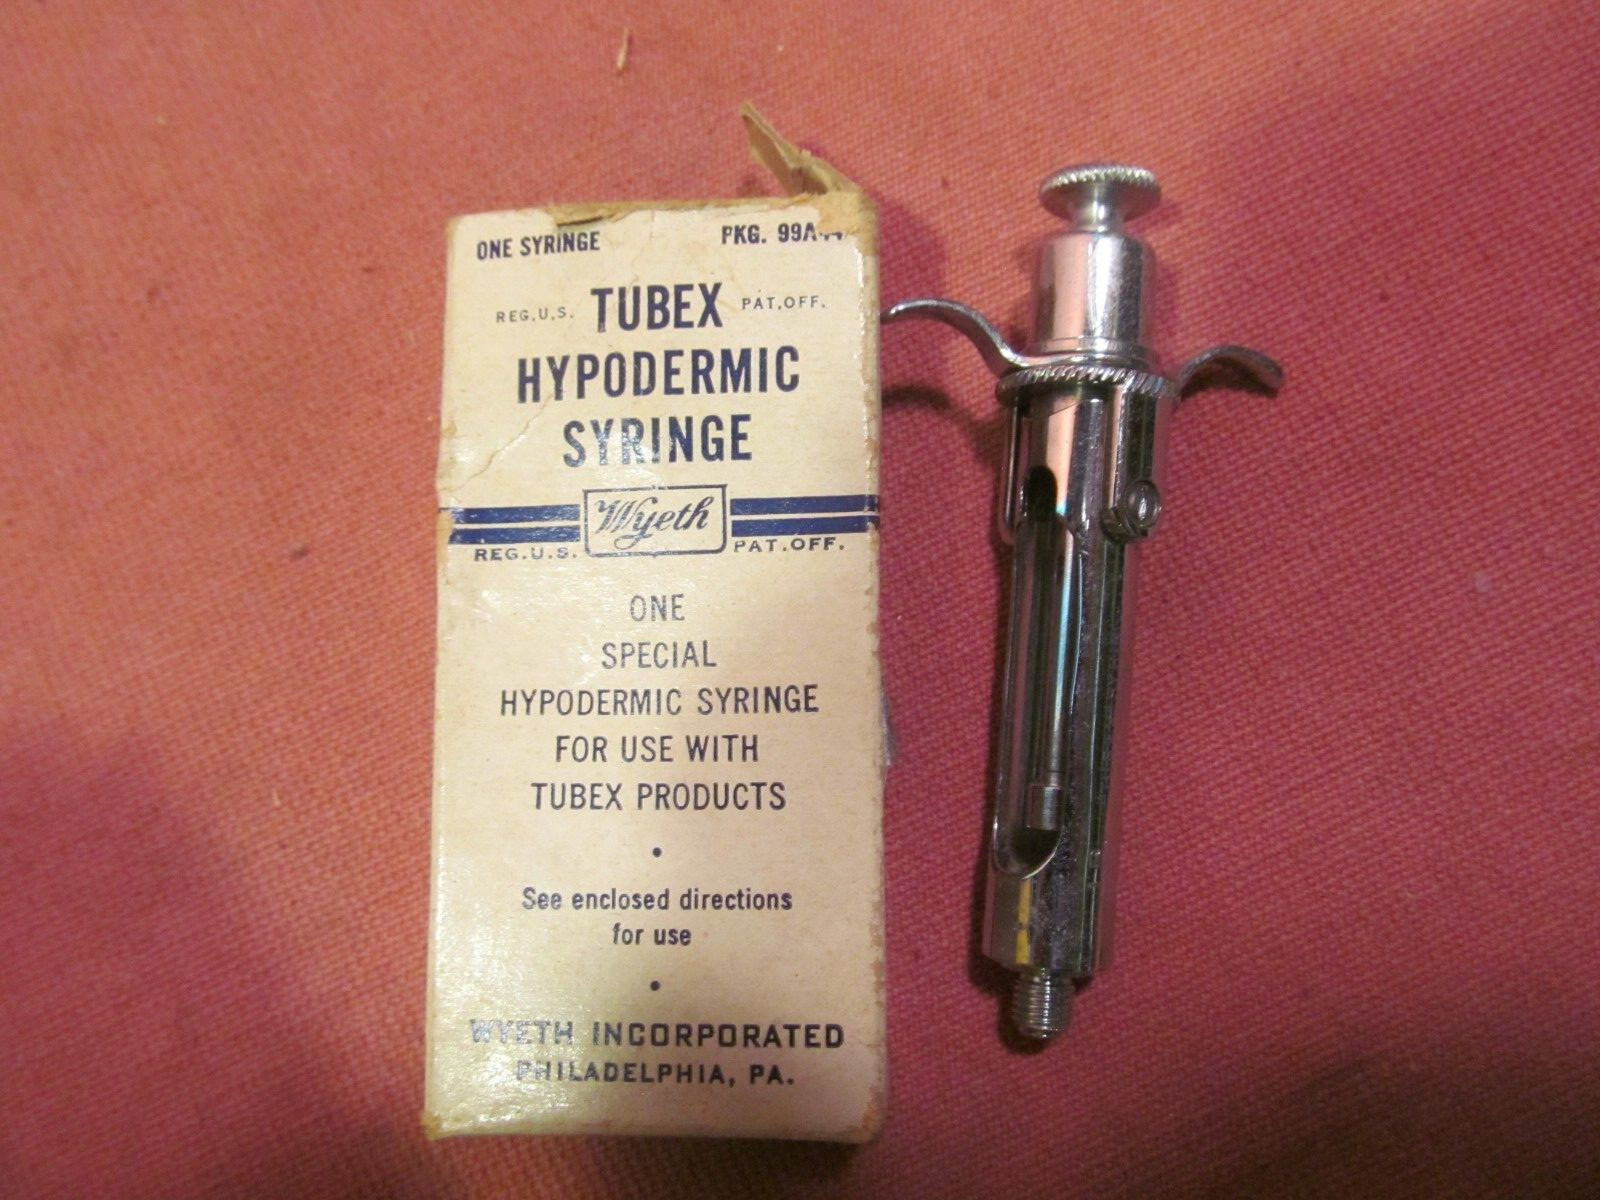 ONE SYRINGE PKG.
REG. U.S. TUBEX PAT. OFF.
HYPODERMIC
SYRINGE
Wyeth
REG. U.S. PAT. OFF.
ONE
SPECIAL
HYPODERMIC SYRINGE
FOR USE WITH
TUBEX PRODUCTS
•
See enclosed directions
for use
•
WYETH INCORPORATED
PHILADELPHIA, PA.